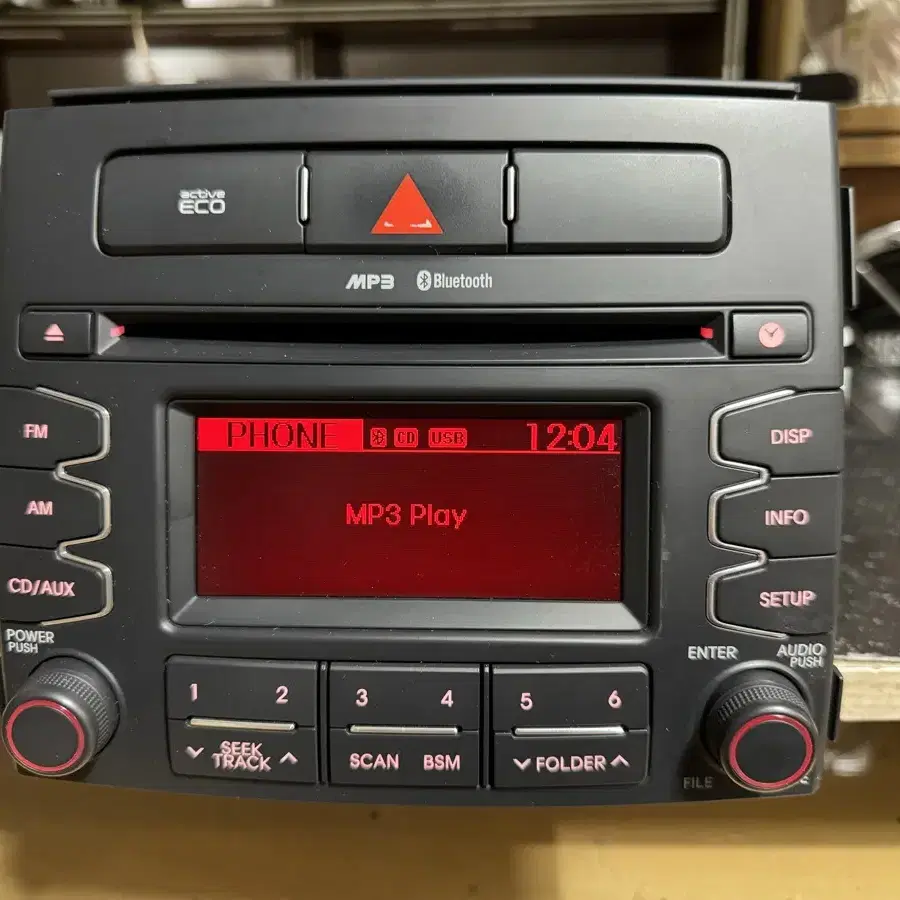 active
ECO
MP3 Bluetooth
FM
AM
CD/AUX
PHONE CD USB 12:04
MP3 Play
DISP
INFO
SETUP
POWER
PUSH
ENTER
AUDIO
PUSH
1 2
SEEK
TRACK
3 4
SCAN BSM
5 6
FOLDER
FILE